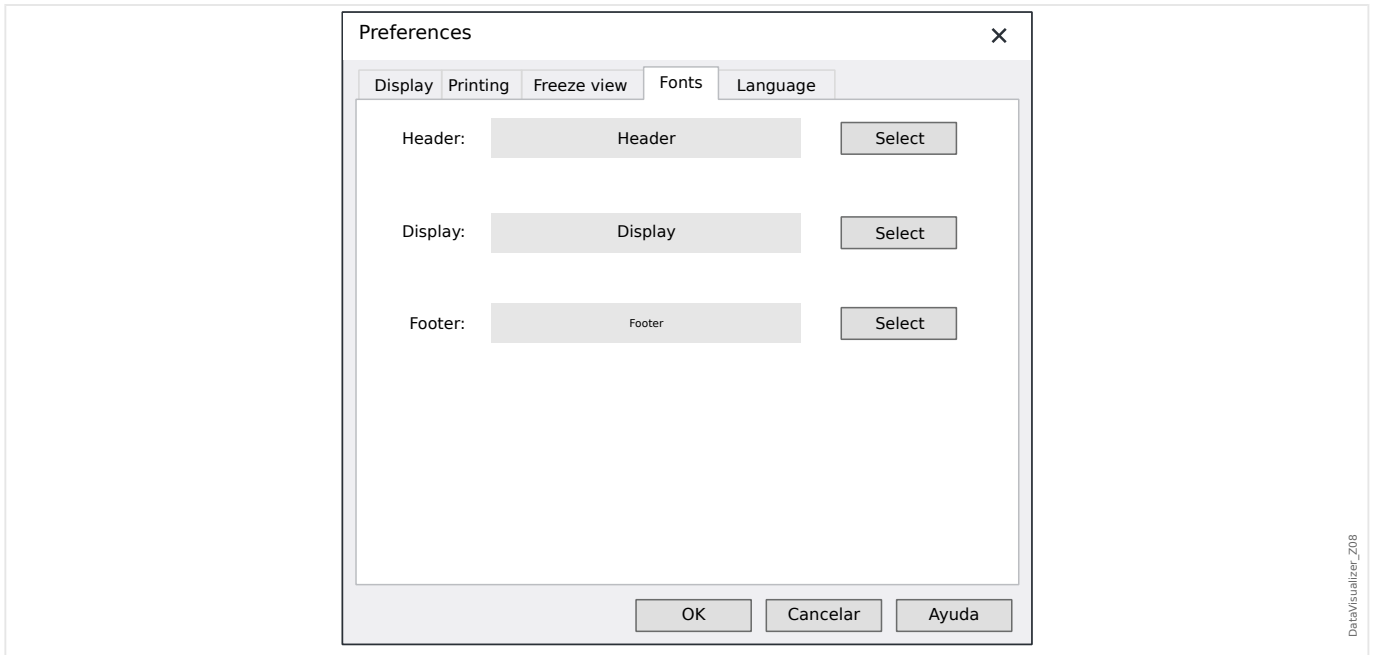 Preferences
Display Printing Freeze view Fonts Language
Header: Header Select
Display: Display Select
Footer: Footer Select
OK Cancelar Ayuda
DataVisualizer_Z08